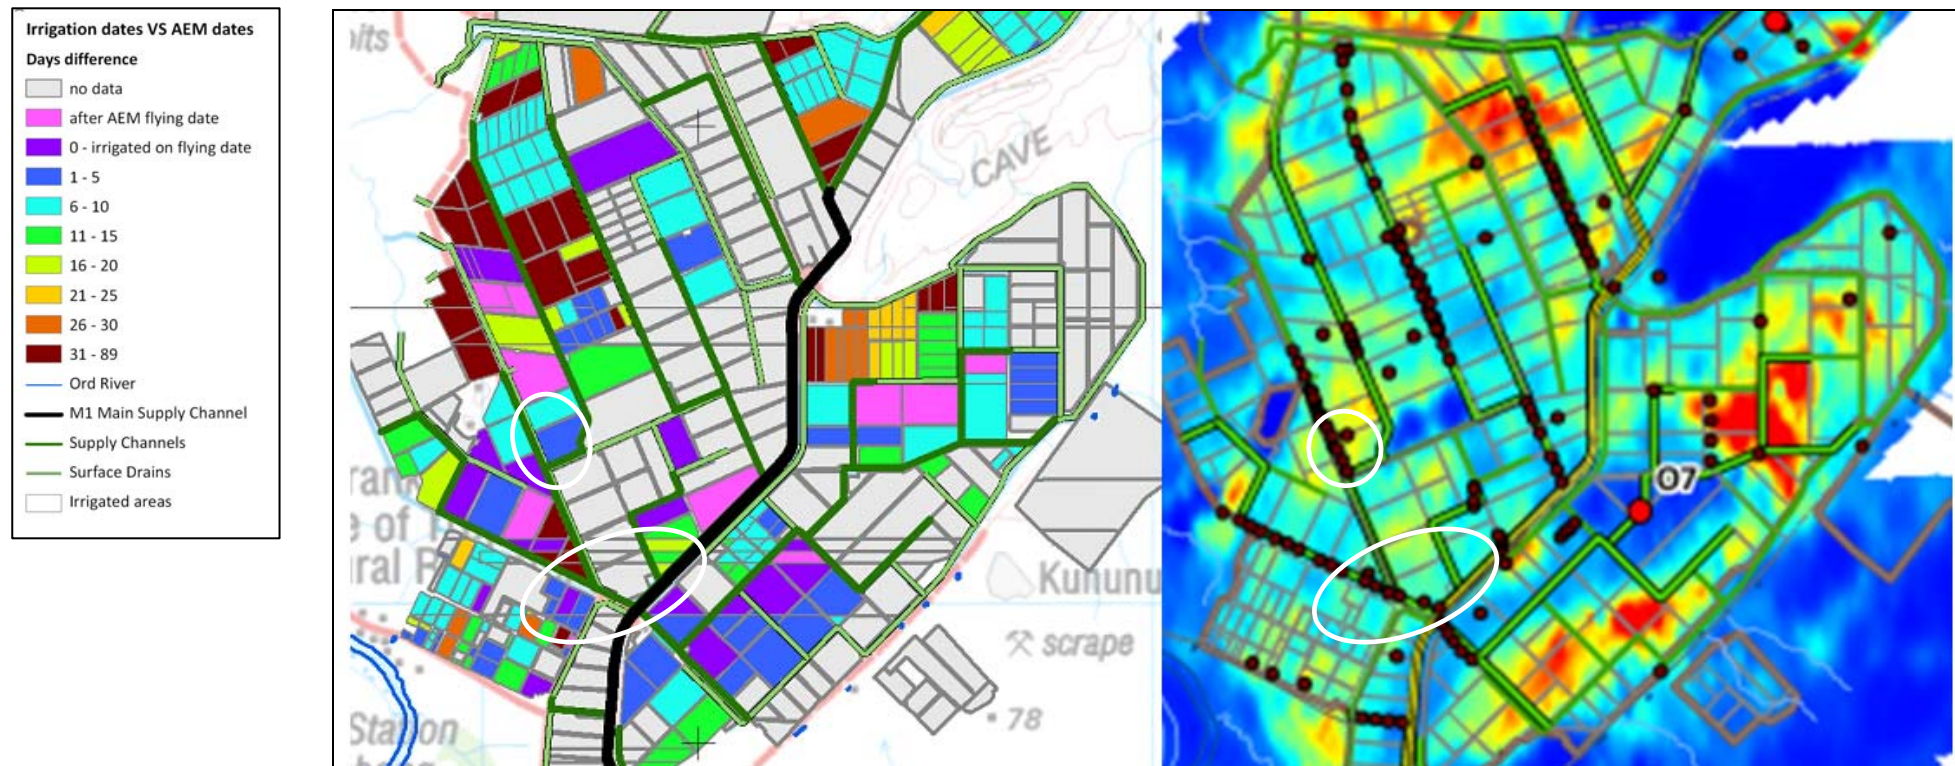 Irrigation dates VS AEM dates
Days difference
no data
after AEM flying date
0 - irrigated on flying date
1 - 5
6 - 10
11 - 15
16 - 20
21 - 25
26 - 30
31 - 89
Ord River
M1 Main Supply Channel
Supply Channels
Surface Drains
Irrigated areas
CAVE
O7
Kununu
scrape
78